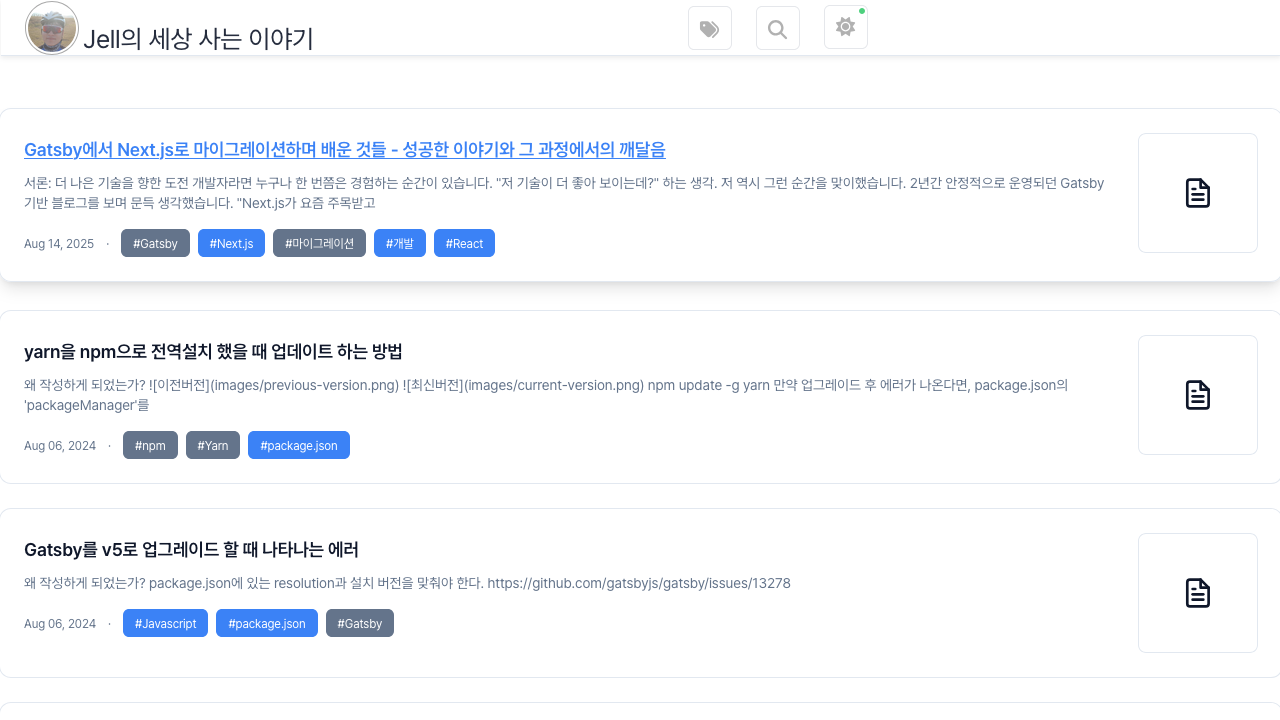 Jell의 세상 사는 이야기
Gatsby에서 Next.js로 마이그레이션하며 배운 것들 - 성공한 이야기와 그 과정에서의 깨달음
서론: 더 나은 기술을 향한 도전 개발자라면 누구나 한 번쯤은 경험하는 순간이 있습니다. "저 기술이 더 좋아 보이는데?" 하는 생각. 저 역시 그런 순간을 맞이했습니다. 2년간 안정적으로 운영되던 Gatsby
기반 블로그를 보며 문득 생각했습니다. "Next.js가 요즘 주목받고
Aug 14, 2025 · #Gatsby #Next.js #마이그레이션 #개발 #React
yarn을 npm으로 전역설치 했을 때 업데이트 하는 방법
왜 작성하게 되었는가? ![이전버전](images/previous-version.png) ![최신버전](images/current-version.png) npm update -g yarn 만약 업그레이드 후 에러가 나온다면, package.json의
'packageManager'를
Aug 06, 2024 · #npm #Yarn #package.json
Gatsby를 v5로 업그레이드 할 때 나타나는 에러
왜 작성하게 되었는가? package.json에 있는 resolution과 설치 버전을 맞춰야 한다. https://github.com/gatsbyjs/gatsby/issues/13278
Aug 06, 2024 · #Javascript #package.json #Gatsby